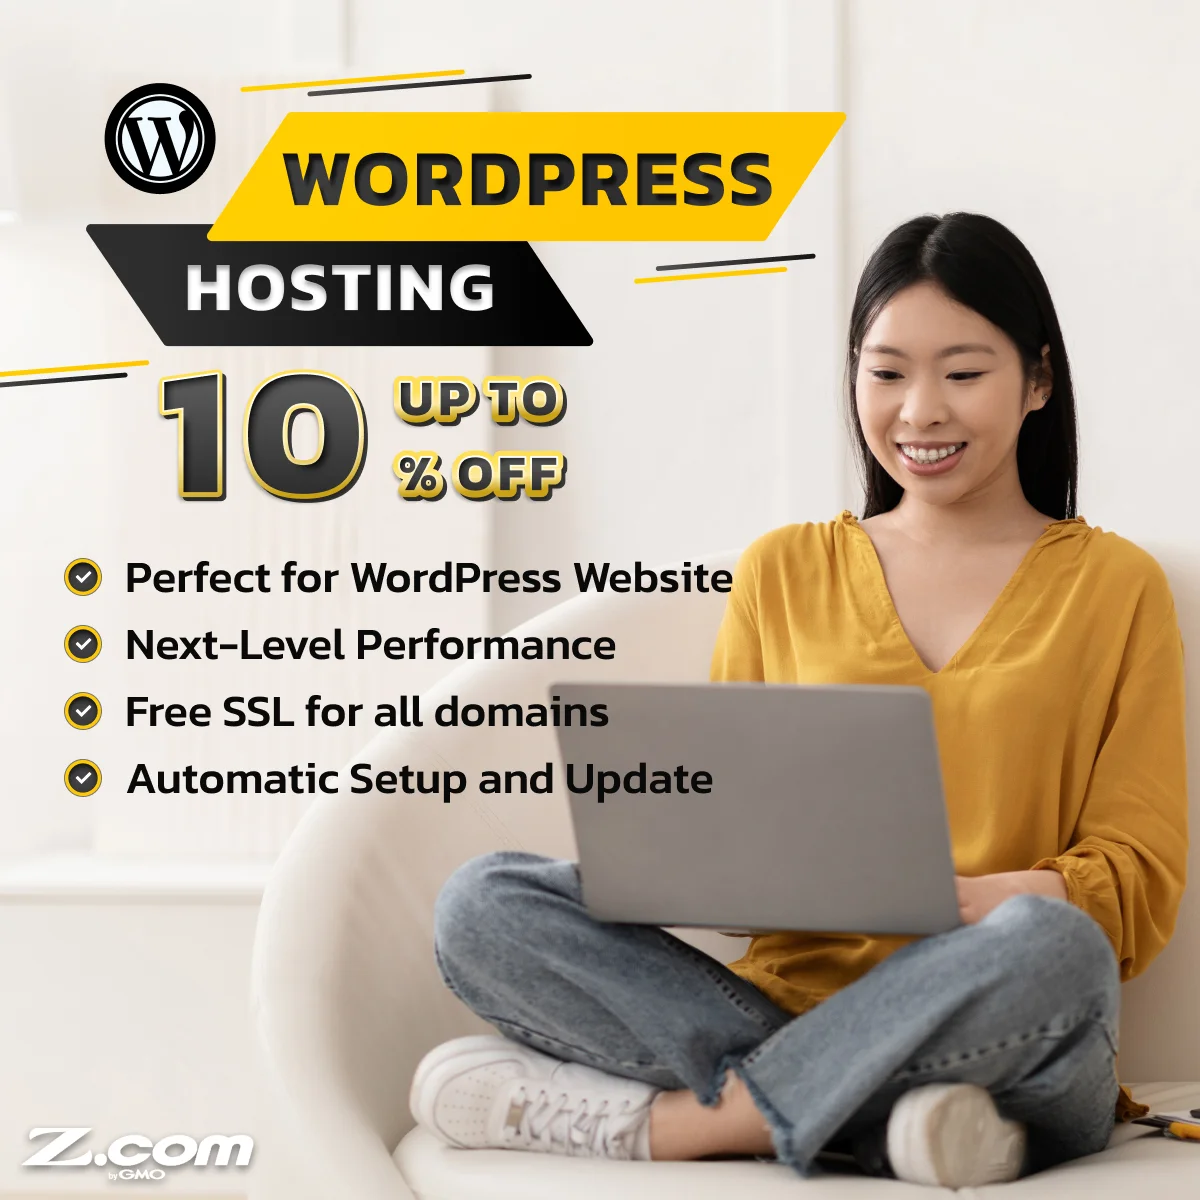 W
WORDPRESS
HOSTING
10 UP TO
% OFF
Perfect for WordPress Website
Next-Level Performance
Free SSL for all domains
Automatic Setup and Update
Z.com
by GMO